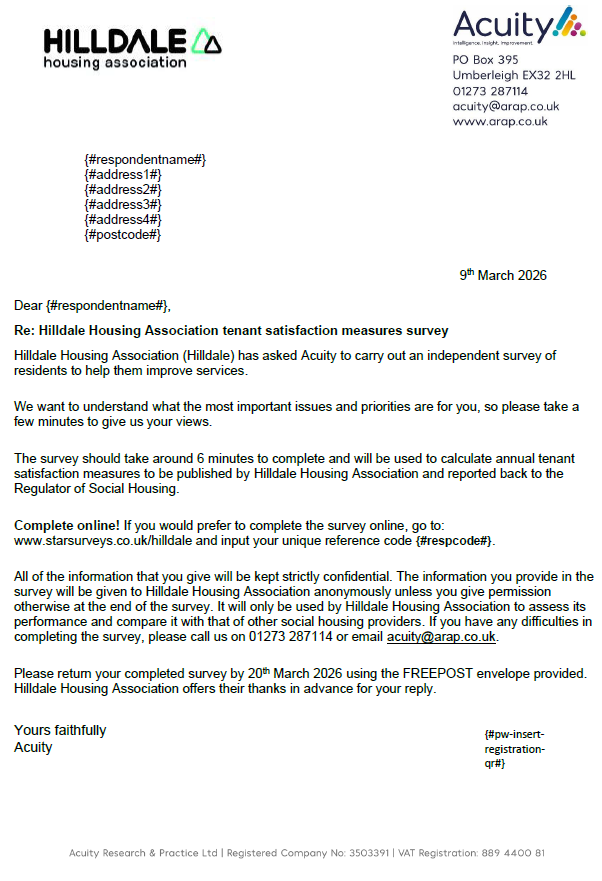 HILLDALE
housing association
Acuity
Intelligence. Insight. Improvement.
PO Box 395
Umberleigh EX32 2HL
01273 287114
acuity@arap.co.uk
www.arap.co.uk
{#respondentname#}
{#address1#}
{#address2#}
{#address3#}
{#address4#}
{#postcode#}
9th March 2026
Dear {#respondentname#},
Re: Hilldale Housing Association tenant satisfaction measures survey
Hilldale Housing Association (Hilldale) has asked Acuity to carry out an independent survey of
residents to help them improve services.
We want to understand what the most important issues and priorities are for you, so please take a
few minutes to give us your views.
The survey should take around 6 minutes to complete and will be used to calculate annual tenant
satisfaction measures to be published by Hilldale Housing Association and reported back to the
Regulator of Social Housing.
Complete online! If you would prefer to complete the survey online, go to:
www.starsurveys.co.uk/hilldale and input your unique reference code {#respcode#}.
All of the information that you give will be kept strictly confidential. The information you provide in the
survey will be given to Hilldale Housing Association anonymously unless you give permission
otherwise at the end of the survey. It will only be used by Hilldale Housing Association to assess its
performance and compare it with that of other social housing providers. If you have any difficulties in
completing the survey, please call us on 01273 287114 or email acuity@arap.co.uk.
Please return your completed survey by 20th March 2026 using the FREEPOST envelope provided.
Hilldale Housing Association offers their thanks in advance for your reply.
Yours faithfully
Acuity
{#pw-insert-
registration-
qr#}
Acuity Research & Practice Ltd | Registered Company No: 3503391 | VAT Registration: 889 4400 81